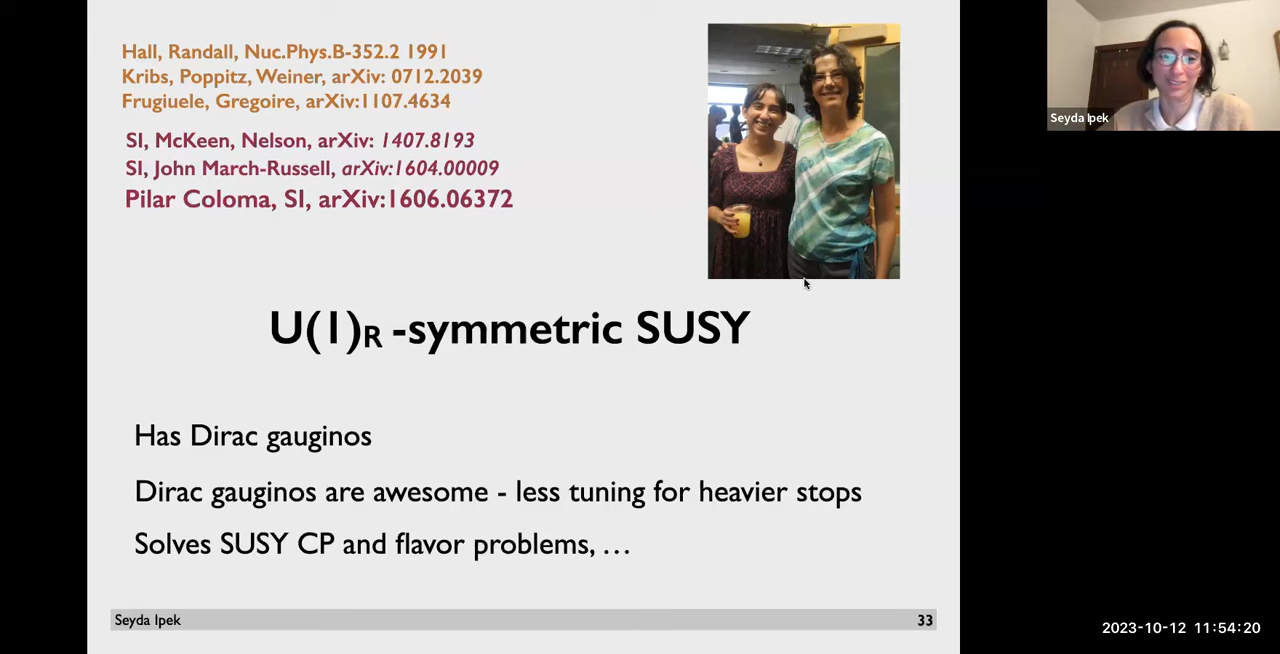 Hall, Randall, Nuc.Phys.B-352.2 1991
Kribs, Poppitz, Weiner, arXiv: 0712.2039
Frugiuele, Gregoire, arXiv:1107.4634
SI, McKeen, Nelson, arXiv: 1407.8193
SI, John March-Russell, arXiv:1604.00009
Pilar Coloma, SI, arXiv:1606.06372
Seyda Ipek
U(1)R -symmetric SUSY
Has Dirac gauginos
Dirac gauginos are awesome - less tuning for heavier stops
Solves SUSY CP and flavor problems, …
Seyda Ipek 33
2023-10-12 11:54:20